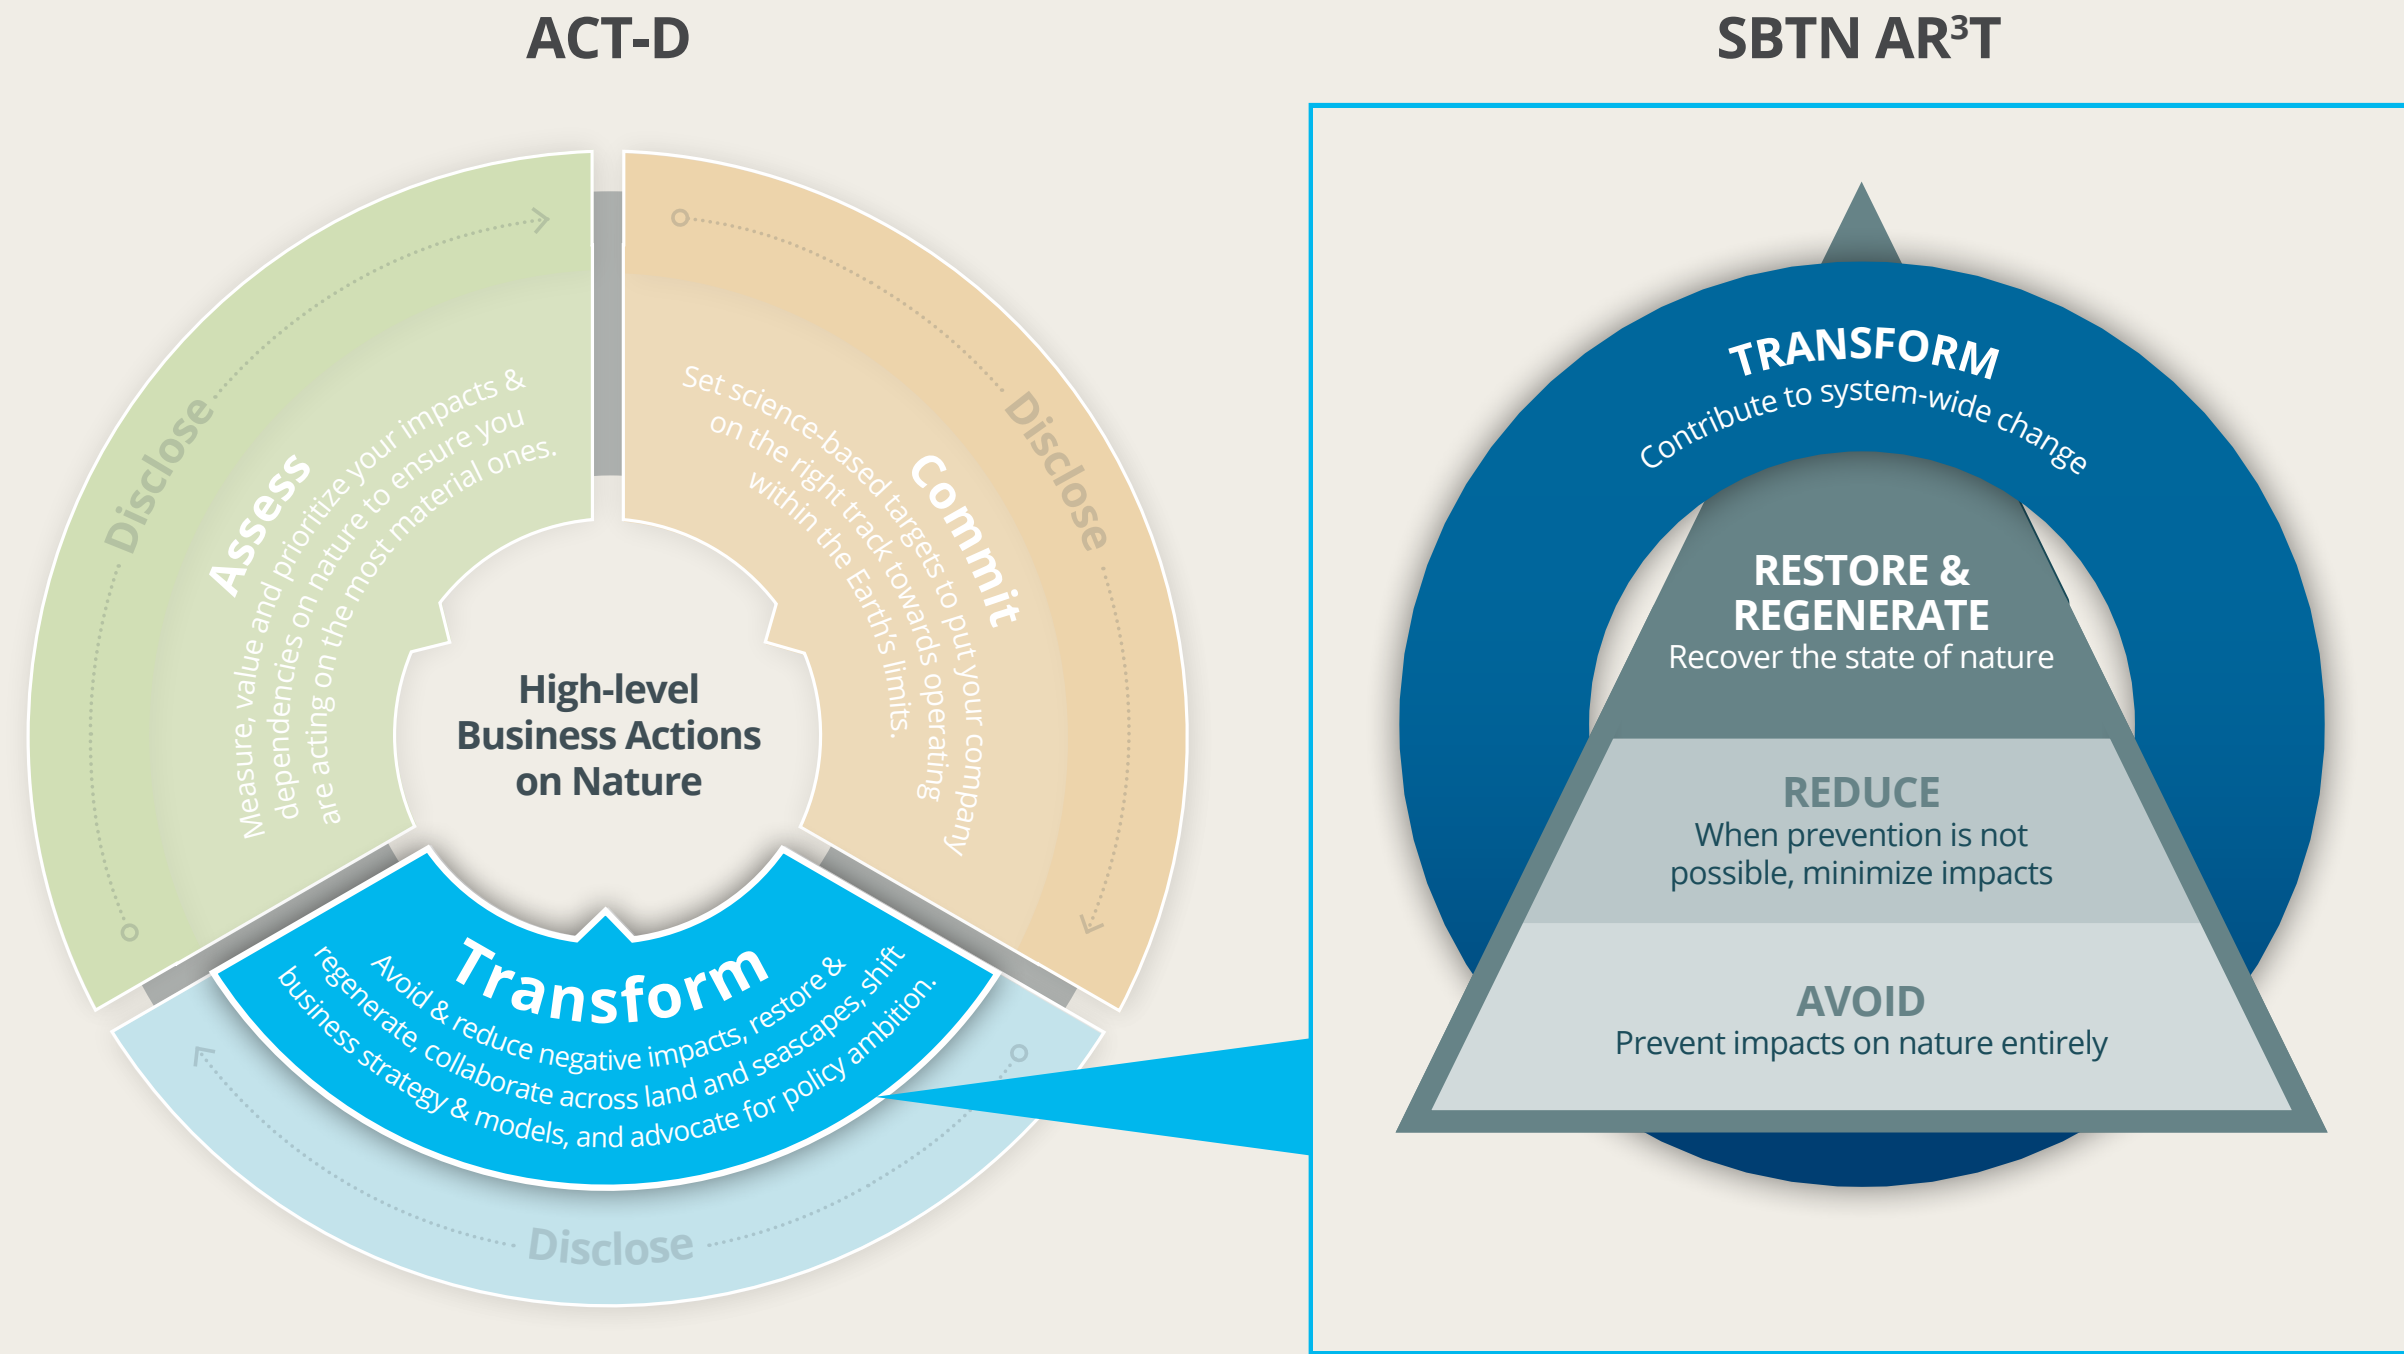 ACT-D
Disclose
Assess
Measure, value and prioritize your impacts &
dependencies on nature to ensure you
are acting on the most material ones.
Disclose
Commit
Set science-based targets to put your company
on the right track towards operating
within the Earth's limits.
High-level
Business Actions
on Nature
Transform
Avoid & reduce negative impacts, restore &
regenerate, collaborate across land and seascapes, shift
business strategy & models, and advocate for policy ambition.
Disclose
SBTN AR³T
TRANSFORM
Contribute to system-wide change
RESTORE &
REGENERATE
Recover the state of nature
REDUCE
When prevention is not
possible, minimize impacts
AVOID
Prevent impacts on nature entirely